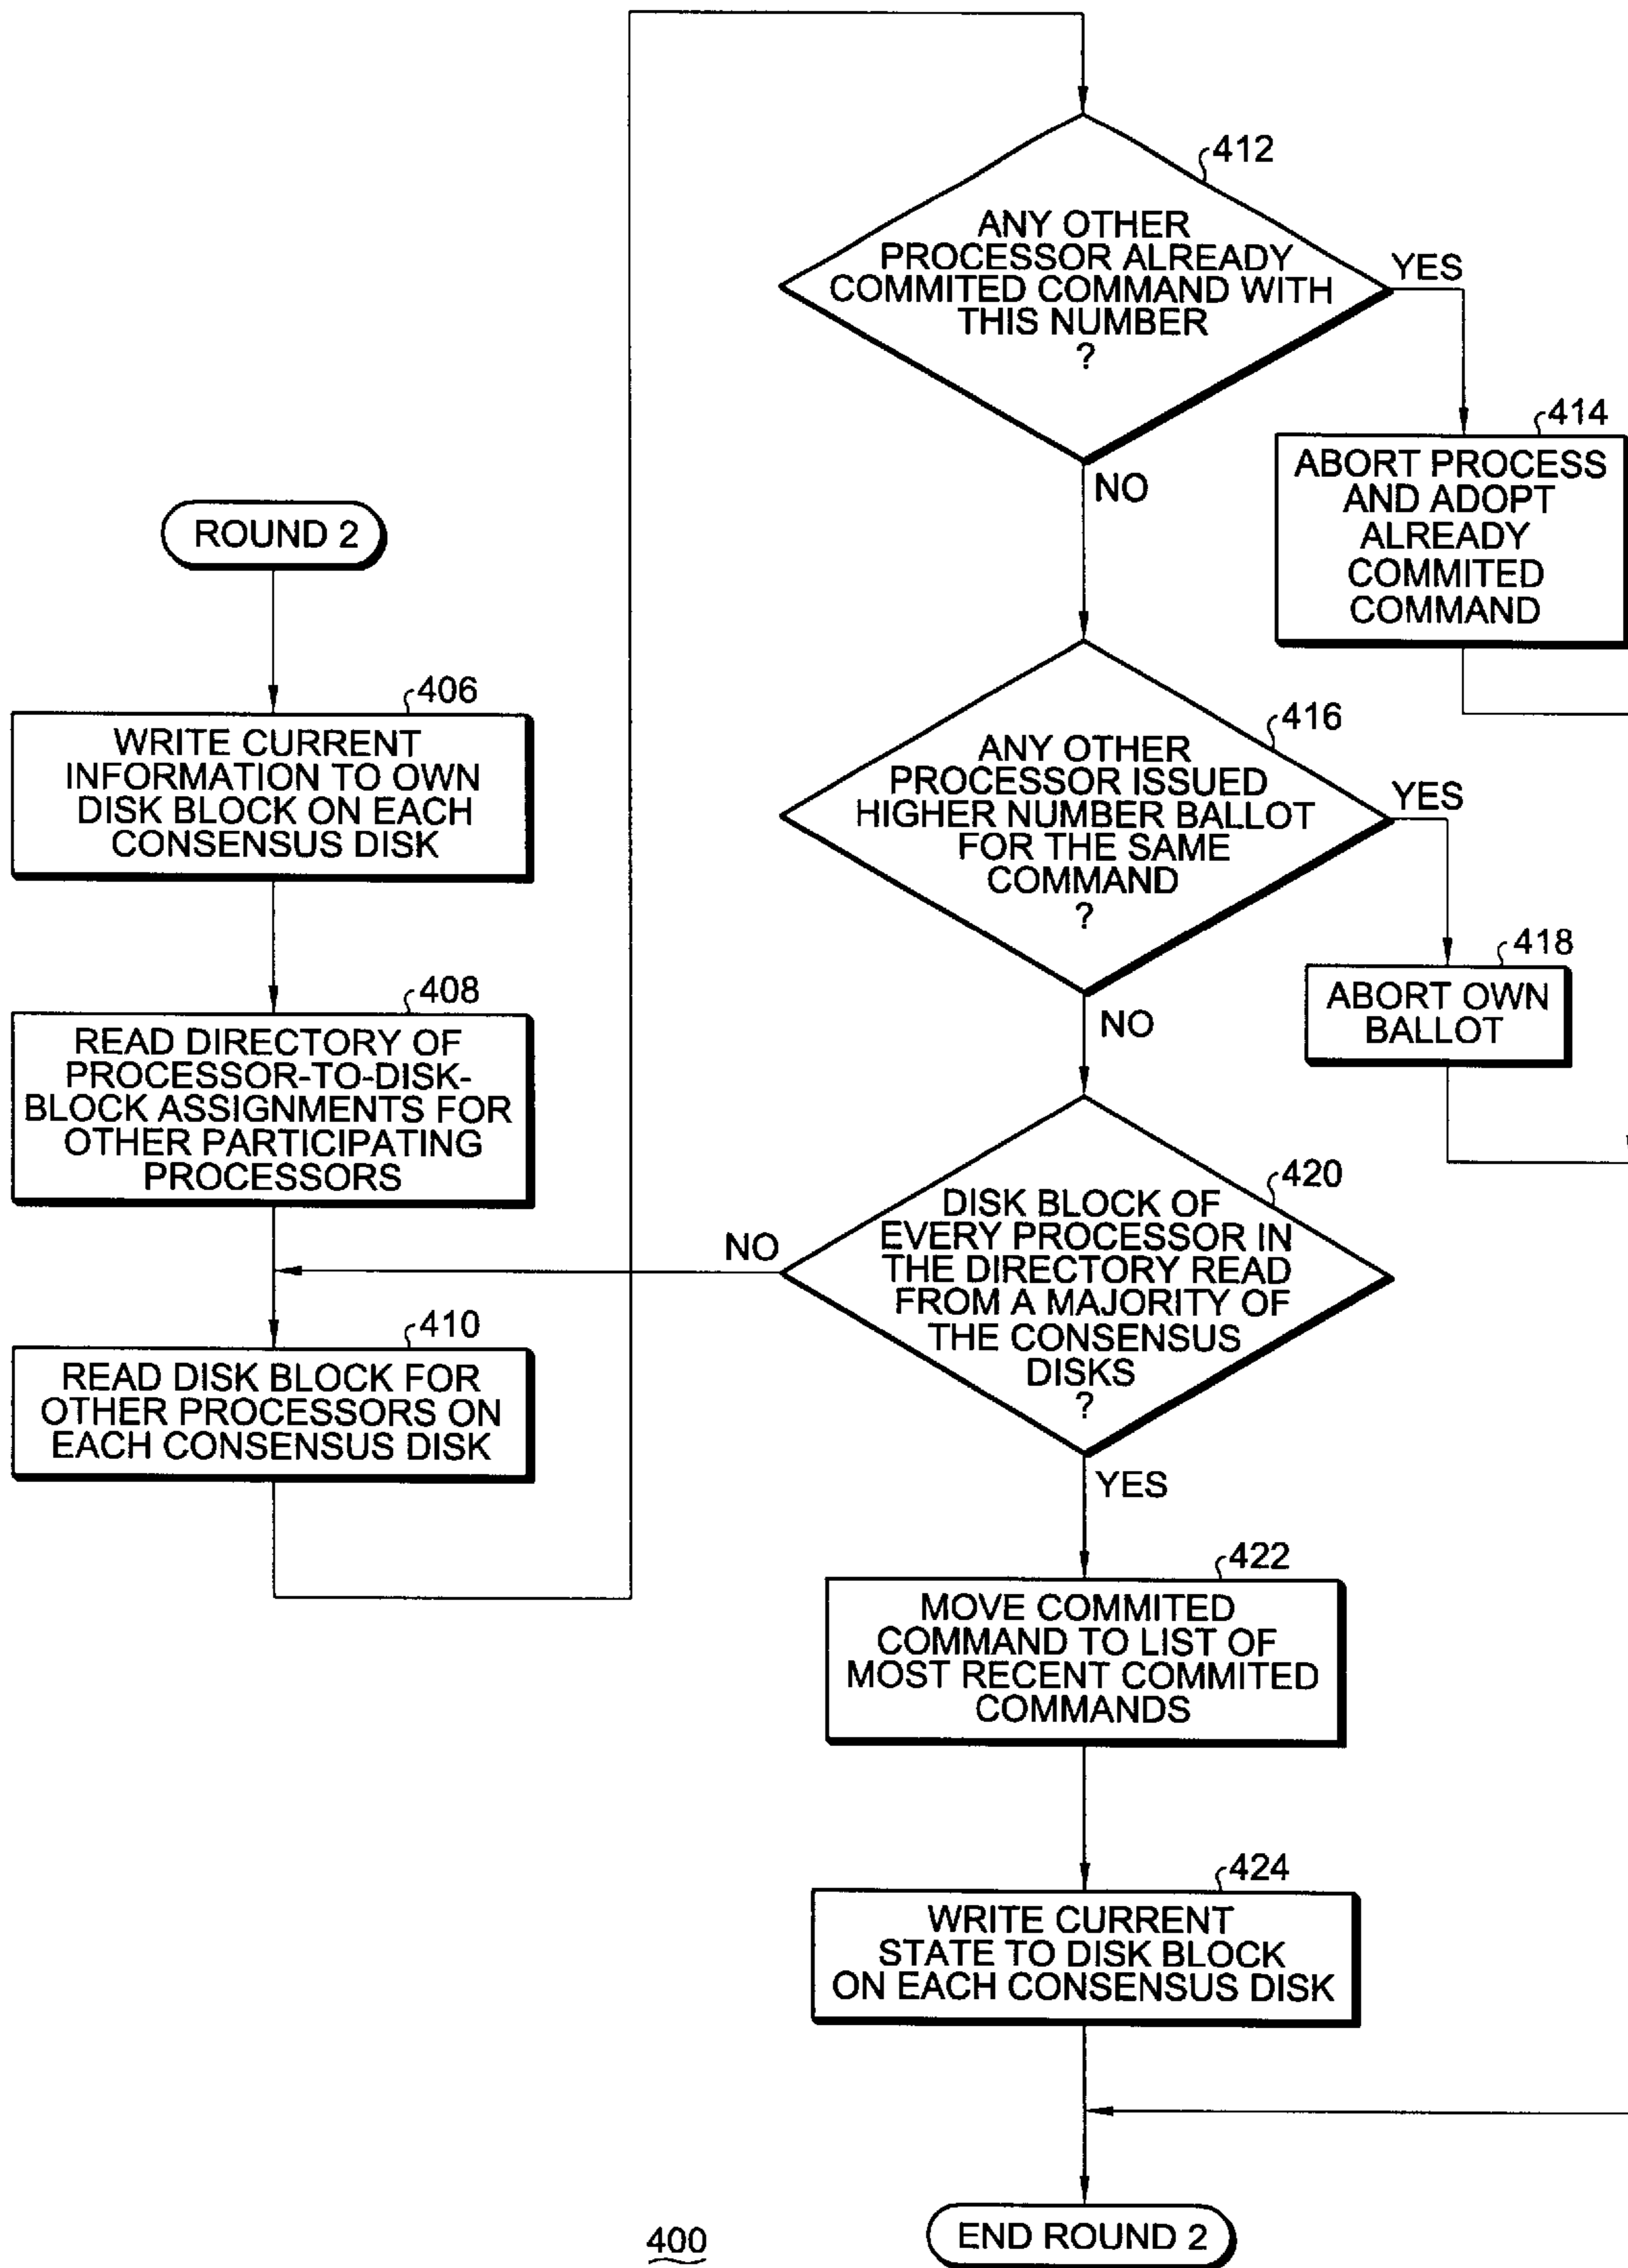 ROUND 2
406
WRITE CURRENT
INFORMATION TO OWN
DISK BLOCK ON EACH
CONSENSUS DISK
408
READ DIRECTORY OF
PROCESSOR-TO-DISK-
BLOCK ASSIGNMENTS FOR
OTHER PARTICIPATING
PROCESSORS
410
READ DISK BLOCK FOR
OTHER PROCESSORS ON
EACH CONSENSUS DISK
412
ANY OTHER
PROCESSOR ALREADY
COMMITED COMMAND WITH
THIS NUMBER
?
YES
NO
414
ABORT PROCESS
AND ADOPT
ALREADY
COMMITED
COMMAND
416
ANY OTHER
PROCESSOR ISSUED
HIGHER NUMBER BALLOT
FOR THE SAME
COMMAND
?
YES
NO
418
ABORT OWN
BALLOT
420
DISK BLOCK OF
EVERY PROCESSOR IN
THE DIRECTORY READ
FROM A MAJORITY OF
THE CONSENSUS
DISKS
?
NO
YES
422
MOVE COMMITED
COMMAND TO LIST OF
MOST RECENT COMMITED
COMMANDS
424
WRITE CURRENT
STATE TO DISK BLOCK
ON EACH CONSENSUS DISK
END ROUND 2
400